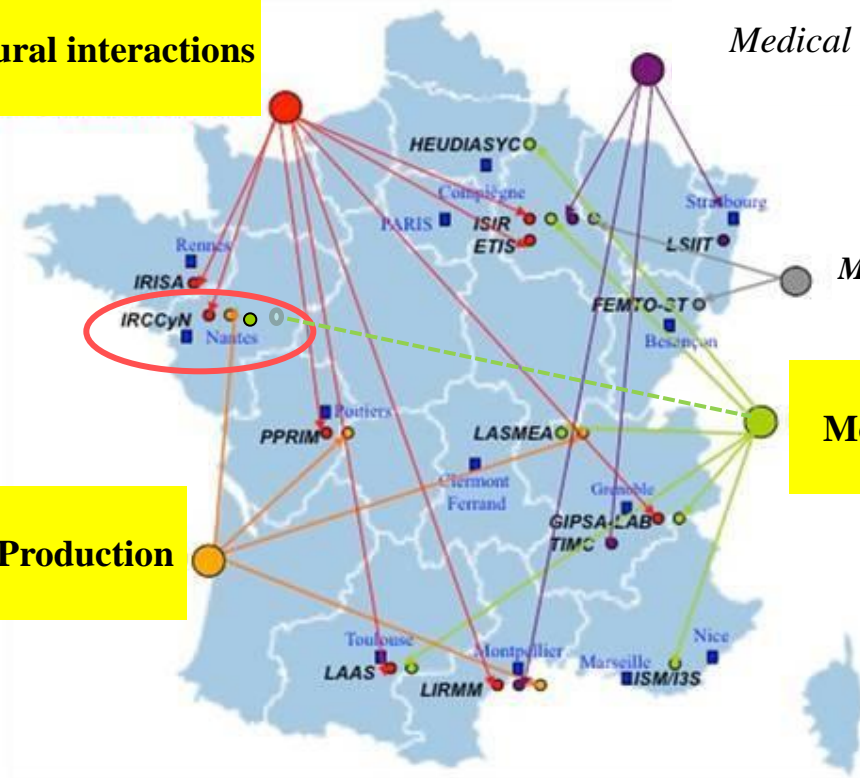 ural interactions
Medical
HEUDIASYC
Compiègne
PARIS
ISIR
ETIS
Strasbourg
LSIIT
Rennes
IRISA
M
IRCCyN
Nantes
FEMTO-ST
Besançon
Poitiers
PPRIM
LASMEA
Mo
Clermont
Ferrand
Grenoble
GIPSA-LAB
TIMC
Production
Toulouse
LAAS
Montpellier
LIRMM
Marseille
Nice
ISM/I3S